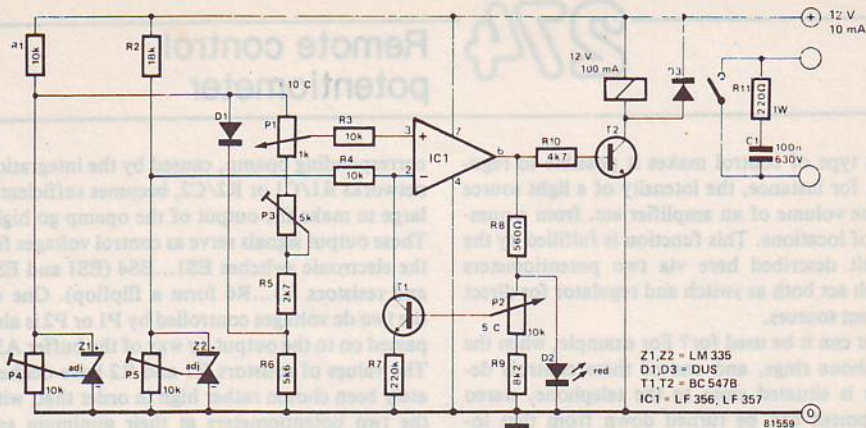 274
Remote control
potentiometer
12 V
10 mA
R1
10k
R2
18k
12 V
100 mA
D3
R11
220Ω
1W
C1
100n
630V
D1
P1
10 C
1k
R3
10k
R4
10k
3
+
2
IC1
7
4
6
R10
4k7
T2
P3
5k
R5
2k7
R6
5k6
T1
R7
220k
R8
560Ω
P2
5 C
10k
R9
8k2
D2
red
P4
10k
Z1
adj
P5
10k
Z2
adj
Z1,Z2 = LM 335
D1,D3 = DUS
T1,T2 = BC 547B
IC1 = LF 356, LF 357
0
81559